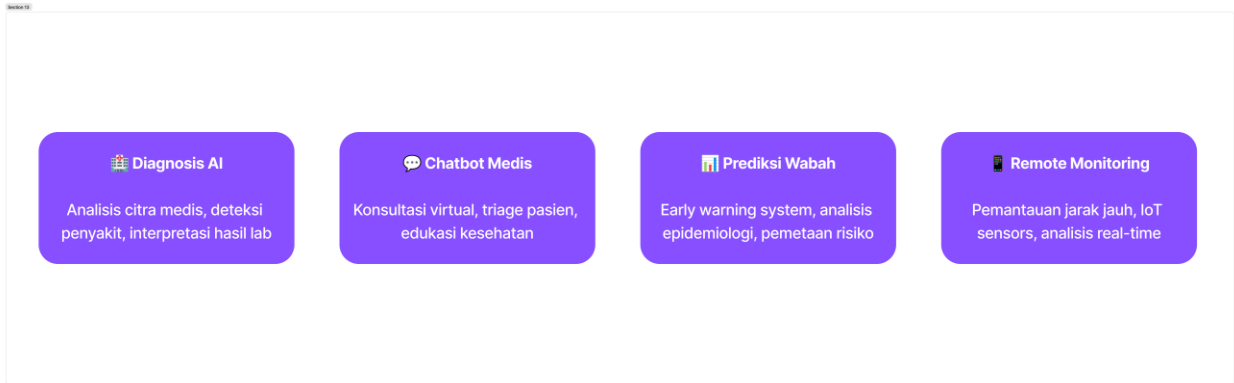 Section 13
🏥 Diagnosis AI
Analisis citra medis, deteksi
penyakit, interpretasi hasil lab
💬 Chatbot Medis
Konsultasi virtual, triage pasien,
edukasi kesehatan
📊 Prediksi Wabah
Early warning system, analisis
epidemiologi, pemetaan risiko
📱 Remote Monitoring
Pemantauan jarak jauh, IoT
sensors, analisis real-time